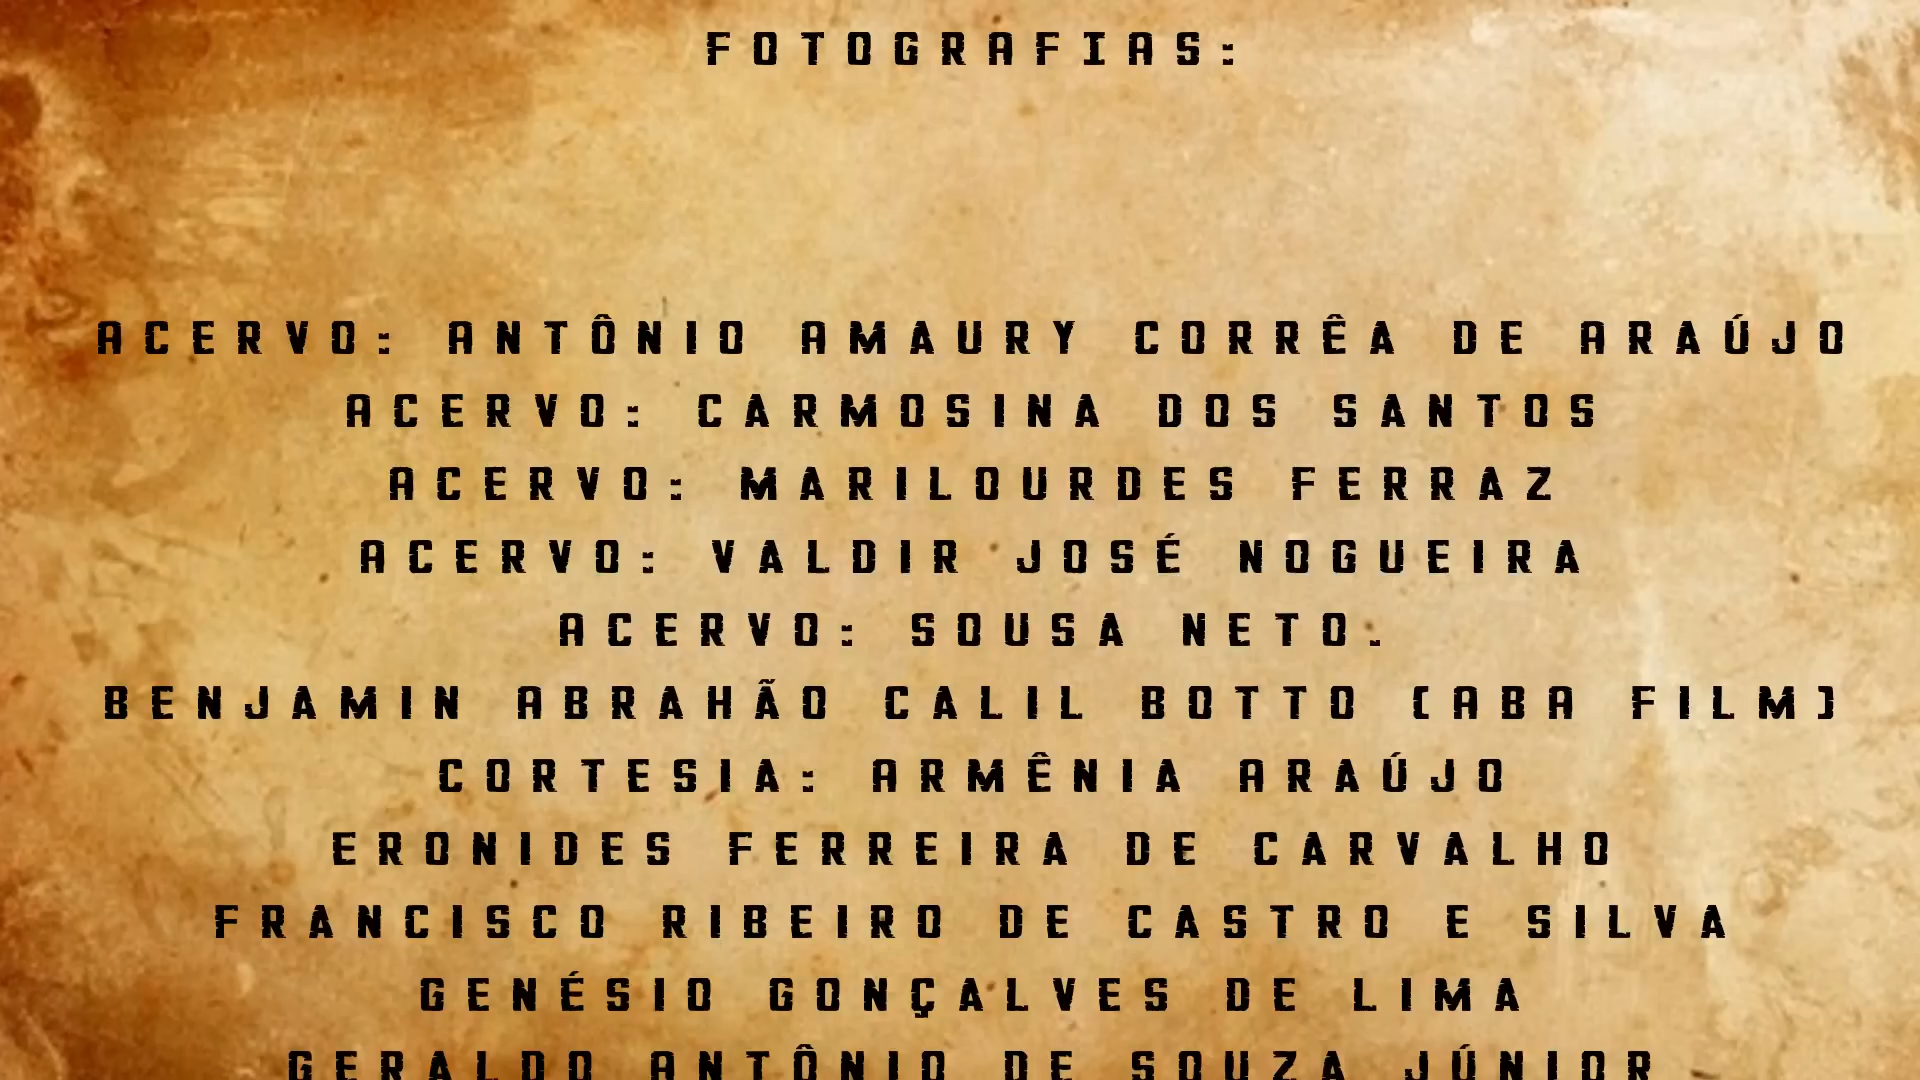 FOTOGRAFIAS:
ACERVO: ANTÔNIO AMAURY CORRÊA DE ARAÚJO
ACERVO: CARMOSINA DOS SANTOS
ACERVO: MARILOURDES FERRAZ
ACERVO: VALDIR JOSÉ NOGUEIRA
ACERVO: SOUSA NETO.
BENJAMIN ABRAHÃO CALIL BOTTO (ABA FILM)
CORTESIA: ARMÊNIA ARAÚJO
ERONIDES FERREIRA DE CARVALHO
FRANCISCO RIBEIRO DE CASTRO E SILVA
GENÉSIO GONÇALVES DE LIMA
GERALDO ANTÔNIO DE SOUZA JÚNIOR